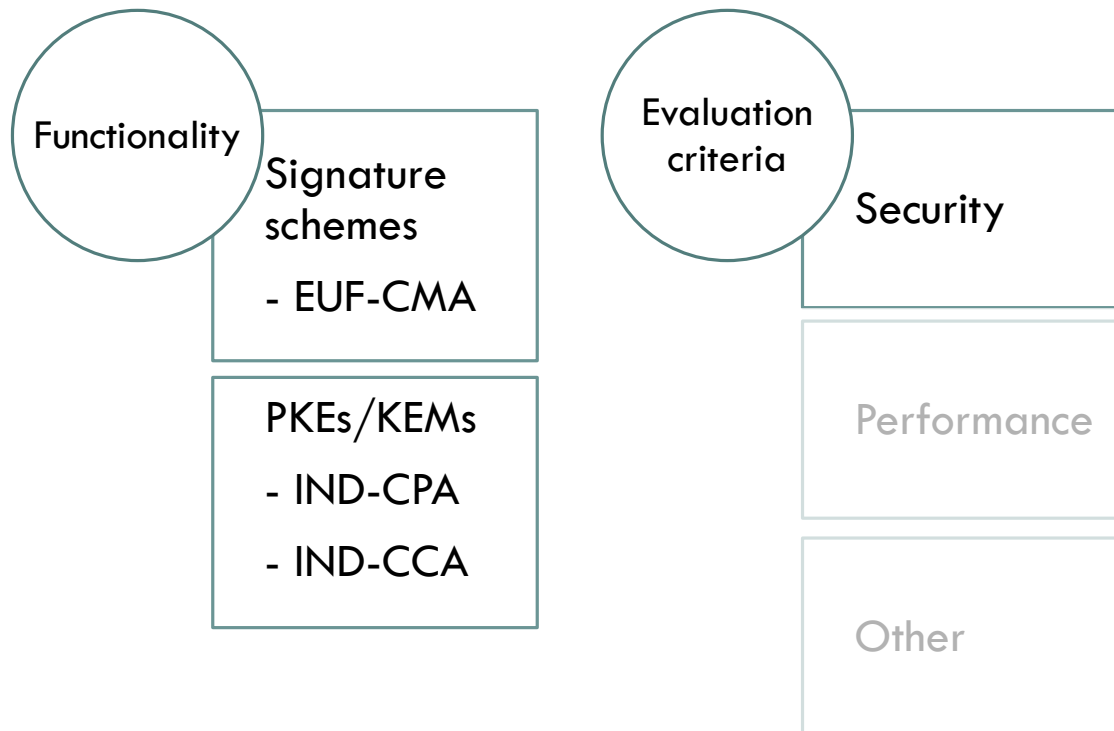 Functionality
Signature
schemes
- EUF-CMA
PKEs/KEMs
- IND-CPA
- IND-CCA
Evaluation
criteria
Security
Performance
Other